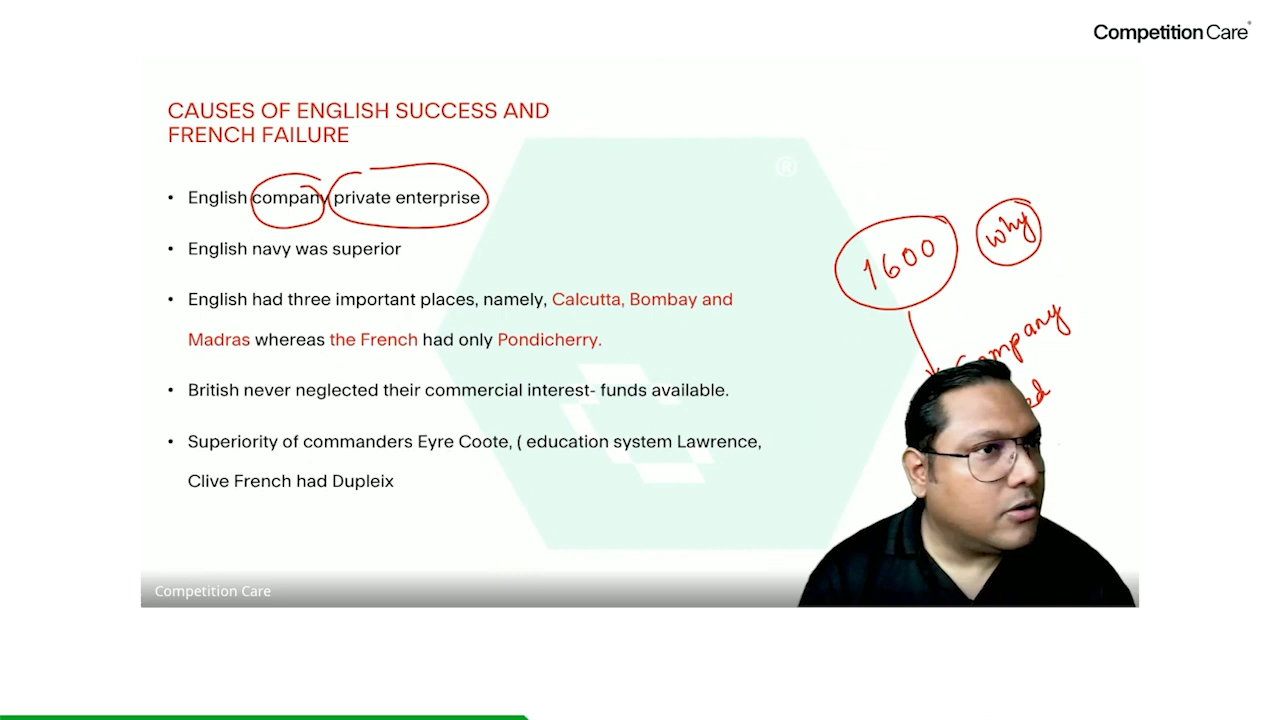 Competition Care®
CAUSES OF ENGLISH SUCCESS AND
FRENCH FAILURE
• English company private enterprise
• English navy was superior
• English had three important places, namely, Calcutta, Bombay and
Madras whereas the French had only Pondicherry.
• British never neglected their commercial interest- funds available.
• Superiority of commanders Eyre Coote, ( education system Lawrence,
Clive French had Dupleix
®
1600
why
Company
Competition Care